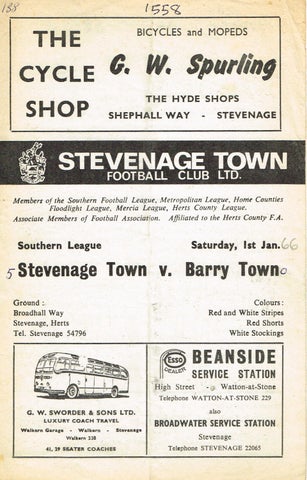 188
1558
THE CYCLE SHOP
BICYCLES and MOPEDS
G. W. Spurling
THE HYDE SHOPS
SHEPHALL WAY - STEVENAGE
STEVENAGE TOWN
FOOTBALL CLUB LTD.
Members of the Southern Football League, Metropolitan League, Home Counties
Floodlight League, Mercia League, Herts County League.
Associate Members of Football Association. Affiliated to the Herts County F.A.
Southern League
Saturday, 1st Jan. 66
5 Stevenage Town v. Barry Town 0
Ground :
Broadhall Way
Stevenage, Herts
Tel. Stevenage 54796
Colours :
Red and White Stripes
Red Shorts
White Stockings
G. W. SWORDER & SONS LTD.
LUXURY COACH TRAVEL
Walkern Garage - Walkern - Stevenage
Walkern 238
41, 29 SEATER COACHES
Esso
DEALER
BEANSIDE
SERVICE STATION
High Street - Watton-at-Stone
Telephone WATTON-AT-STONE 229
also
BROADWATER SERVICE STATION
Stevenage
Telephone STEVENAGE 22065